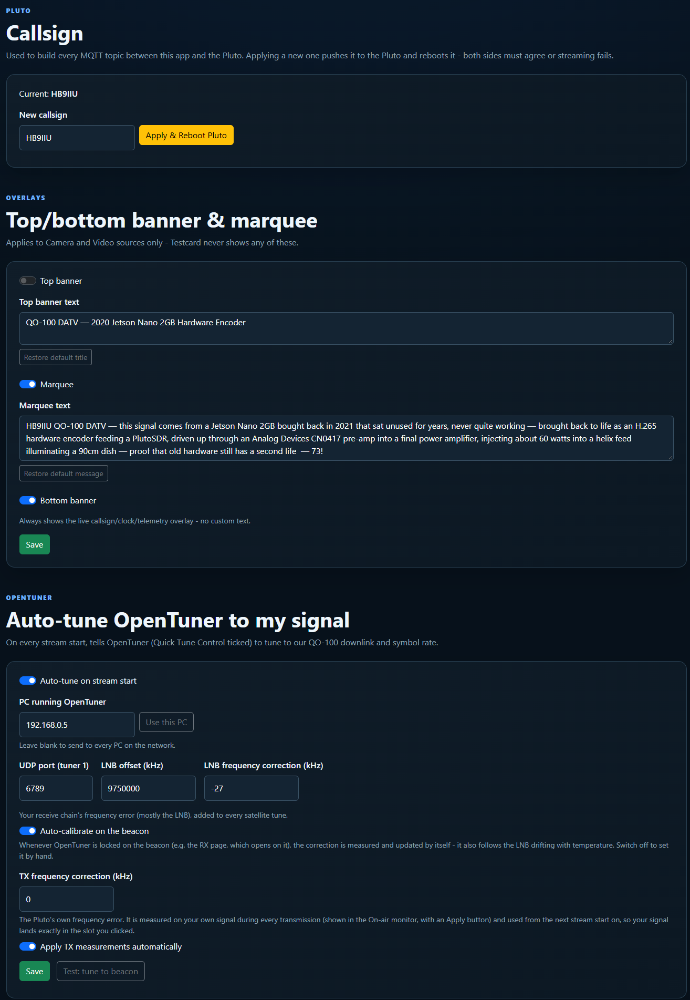 PLUTO
Callsign
Used to build every MQTT topic between this app and the Pluto. Applying a new one pushes it to the Pluto and reboots it - both sides must agree or streaming fails.
Current: HB9IIU
New callsign
HB9IIU
Apply & Reboot Pluto
OVERLAYS
Top/bottom banner & marquee
Applies to Camera and Video sources only - Testcard never shows any of these.
Top banner
Top banner text
QO-100 DATV — 2020 Jetson Nano 2GB Hardware Encoder
Restore default title
Marquee
Marquee text
HB9IIU QO-100 DATV — this signal comes from a Jetson Nano 2GB bought back in 2021 that sat unused for years, never quite working — brought back to life as an H.265
hardware encoder feeding a PlutoSDR, driven up through an Analog Devices CN0417 pre-amp into a final power amplifier, injecting about 60 watts into a helix feed
illuminating a 90cm dish — proof that old hardware still has a second life  — 73!
Restore default message
Bottom banner
Always shows the live callsign/clock/telemetry overlay - no custom text.
Save
OPENTUNER
Auto-tune OpenTuner to my signal
On every stream start, tells OpenTuner (Quick Tune Control ticked) to tune to our QO-100 downlink and symbol rate.
Auto-tune on stream start
PC running OpenTuner
192.168.0.5
Use this PC
Leave blank to send to every PC on the network.
UDP port (tuner 1) LNB offset (kHz) LNB frequency correction (kHz)
6789 9750000 -27
Your receive chain's frequency error (mostly the LNB), added to every satellite tune.
Auto-calibrate on the beacon
Whenever OpenTuner is locked on the beacon (e.g. the RX page, which opens on it), the correction is measured and updated by itself - it also follows the LNB drifting with temperature. Switch off to set
it by hand.
TX frequency correction (kHz)
0
The Pluto's own frequency error. It is measured on your own signal during every transmission (shown in the On-air monitor, with an Apply button) and used from the next stream start on, so your signal
lands exactly in the slot you clicked.
Apply TX measurements automatically
Save
Test: tune to beacon